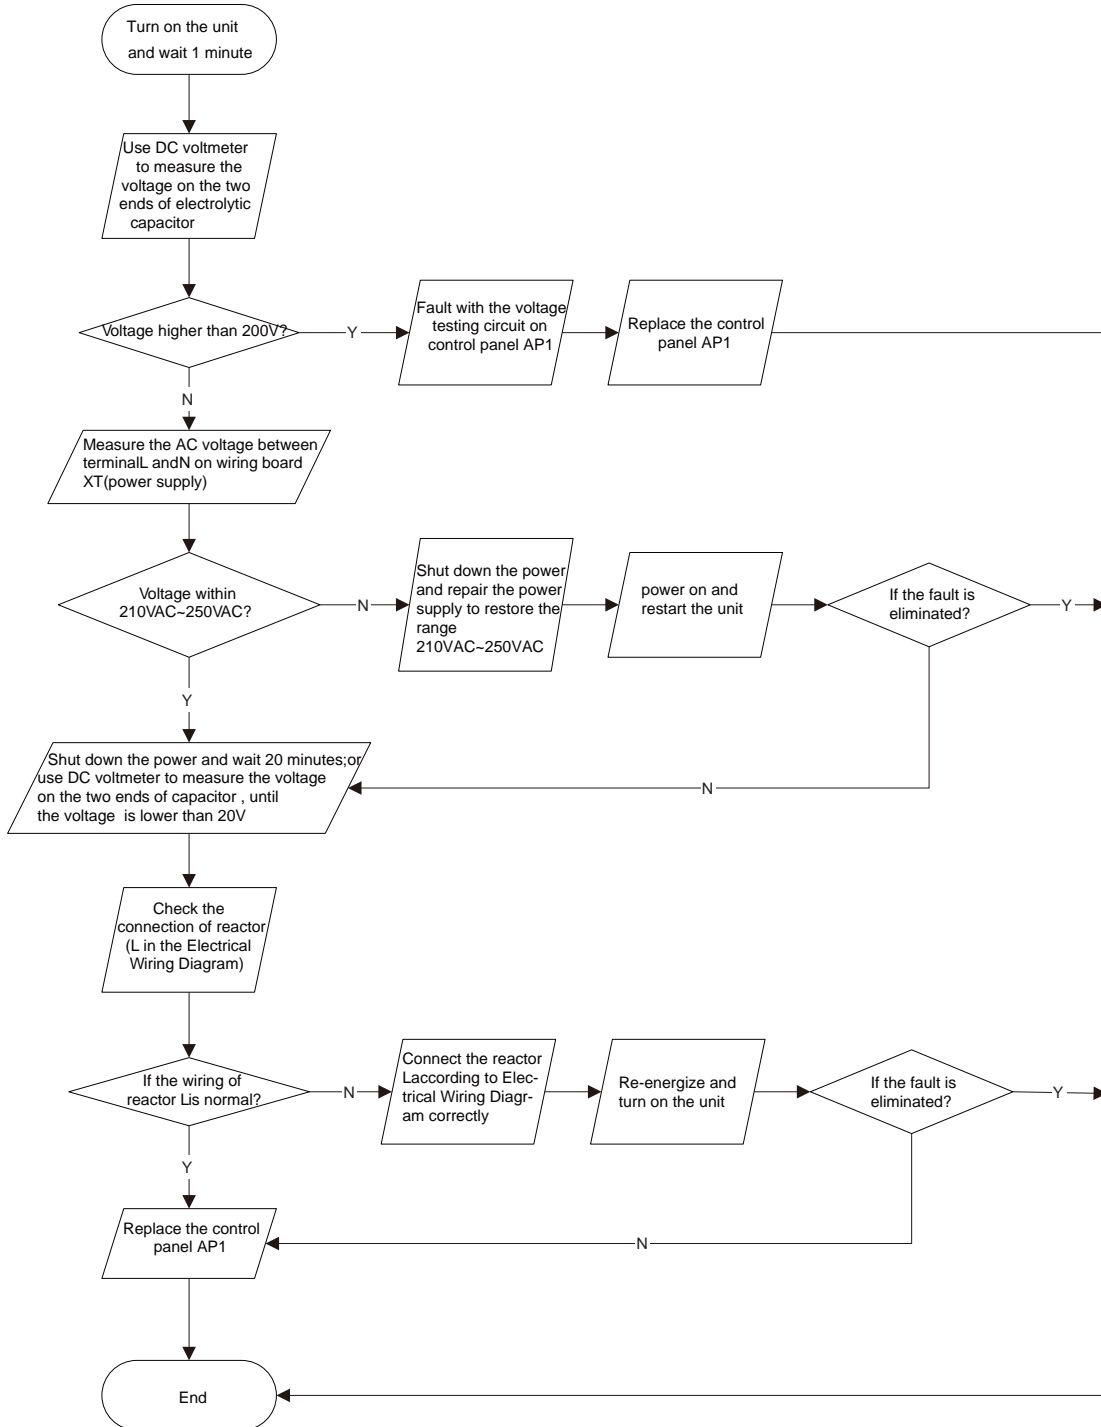 Turn on the unit
and wait 1 minute
Use DC voltmeter
to measure the
voltage on the two
ends of electrolytic
capacitor
Voltage higher than 200V?
Y
Fault with the voltage
testing circuit on
control panel AP1
Replace the control
panel AP1
N
Measure the AC voltage between
terminalL andN on wiring board
XT(power supply)
Voltage within
210VAC~250VAC?
N
Shut down the power
and repair the power
supply to restore the
range
210VAC~250VAC
power on and
restart the unit
If the fault is
eliminated?
Y
Y
N
Shut down the power and wait 20 minutes;or
use DC voltmeter to measure the voltage
on the two ends of capacitor , until
the voltage is lower than 20V
Check the
connection of reactor
(L in the Electrical
Wiring Diagram)
If the wiring of
reactor Lis normal?
N
Connect the reactor
Laccording to Elec-
trical Wiring Diagr-
am correctly
Re-energize and
turn on the unit
If the fault is
eliminated?
Y
Y
Replace the control
panel AP1
N
End